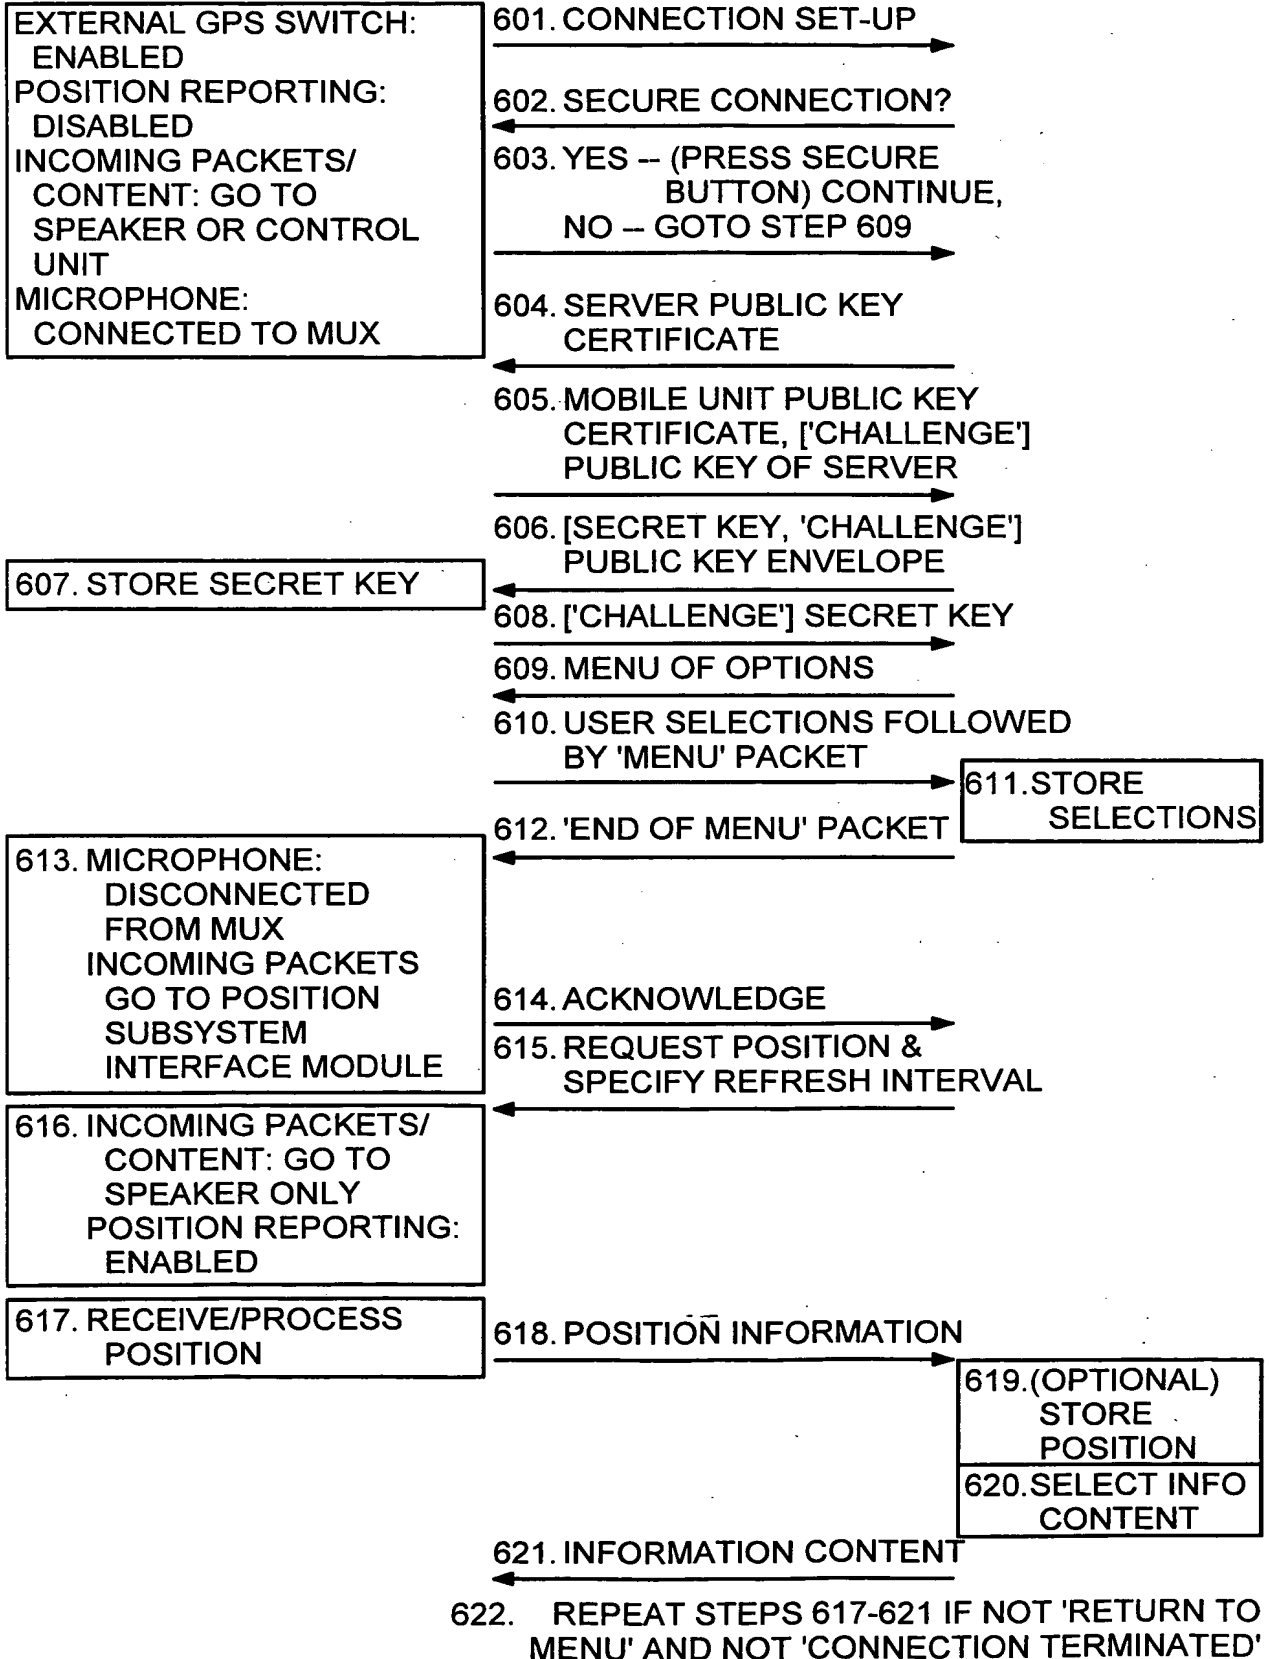 EXTERNAL GPS SWITCH:
ENABLED
POSITION REPORTING:
DISABLED
INCOMING PACKETS/
CONTENT: GO TO
SPEAKER OR CONTROL
UNIT
MICROPHONE:
CONNECTED TO MUX
601. CONNECTION SET-UP
602. SECURE CONNECTION?
603. YES -- (PRESS SECURE
BUTTON) CONTINUE,
NO -- GOTO STEP 609
604. SERVER PUBLIC KEY
CERTIFICATE
605. MOBILE UNIT PUBLIC KEY
CERTIFICATE, ['CHALLENGE']
PUBLIC KEY OF SERVER
606. [SECRET KEY, 'CHALLENGE']
PUBLIC KEY ENVELOPE
607. STORE SECRET KEY
608. ['CHALLENGE'] SECRET KEY
609. MENU OF OPTIONS
610. USER SELECTIONS FOLLOWED
BY 'MENU' PACKET
611. STORE
SELECTIONS
612. 'END OF MENU' PACKET
613. MICROPHONE:
DISCONNECTED
FROM MUX
INCOMING PACKETS
GO TO POSITION
SUBSYSTEM
INTERFACE MODULE
614. ACKNOWLEDGE
615. REQUEST POSITION &
SPECIFY REFRESH INTERVAL
616. INCOMING PACKETS/
CONTENT: GO TO
SPEAKER ONLY
POSITION REPORTING:
ENABLED
617. RECEIVE/PROCESS
POSITION
618. POSITION INFORMATION
619. (OPTIONAL)
STORE
POSITION
620. SELECT INFO
CONTENT
621. INFORMATION CONTENT
622. REPEAT STEPS 617-621 IF NOT 'RETURN TO
MENU' AND NOT 'CONNECTION TERMINATED'